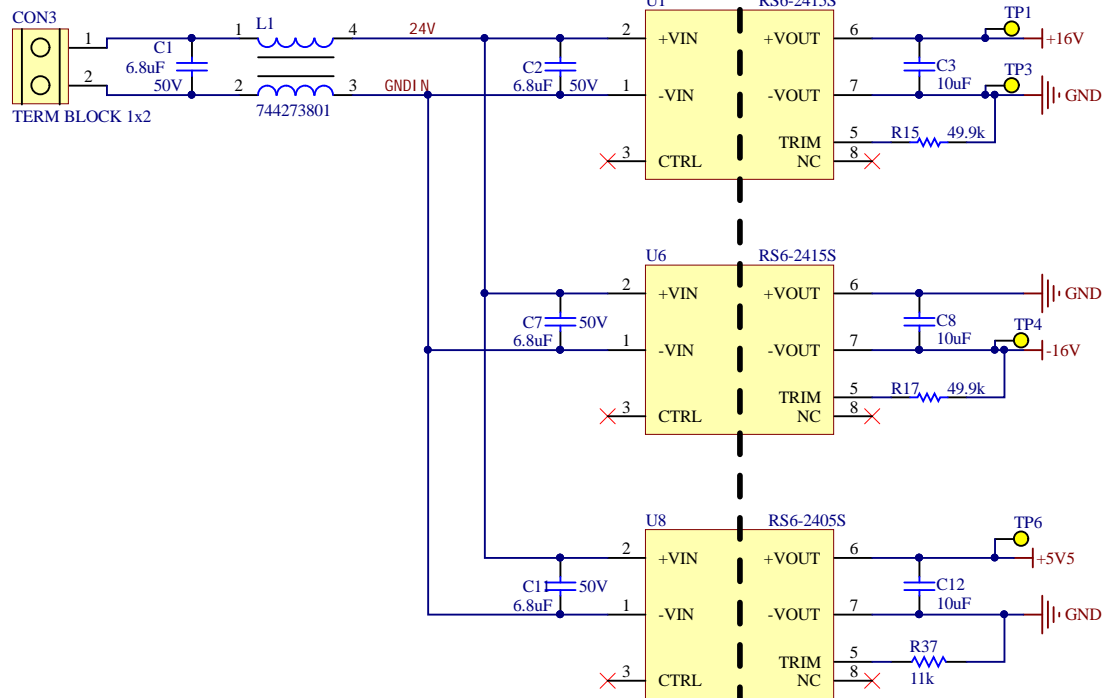 CON3
1
2
TERM BLOCK 1x2
C1
6.8uF
50V
L1
1
4
2
3
744273801
24V
GNDIN
C2
6.8uF
50V
U1
RS6-2415S
2
+VIN
+VOUT
6
1
-VIN
-VOUT
7
TRIM
5
3
CTRL
NC
8
C3
10uF
TP1
+16V
TP3
GND
R15
49.9k
U6
RS6-2415S
2
+VIN
+VOUT
6
1
-VIN
-VOUT
7
TRIM
5
3
CTRL
NC
8
C7
50V
6.8uF
C8
10uF
GND
TP4
-16V
R17
49.9k
U8
RS6-2405S
2
+VIN
+VOUT
6
1
-VIN
-VOUT
7
TRIM
5
3
CTRL
NC
8
C11
50V
6.8uF
C12
10uF
TP6
+5V5
GND
R37
11k